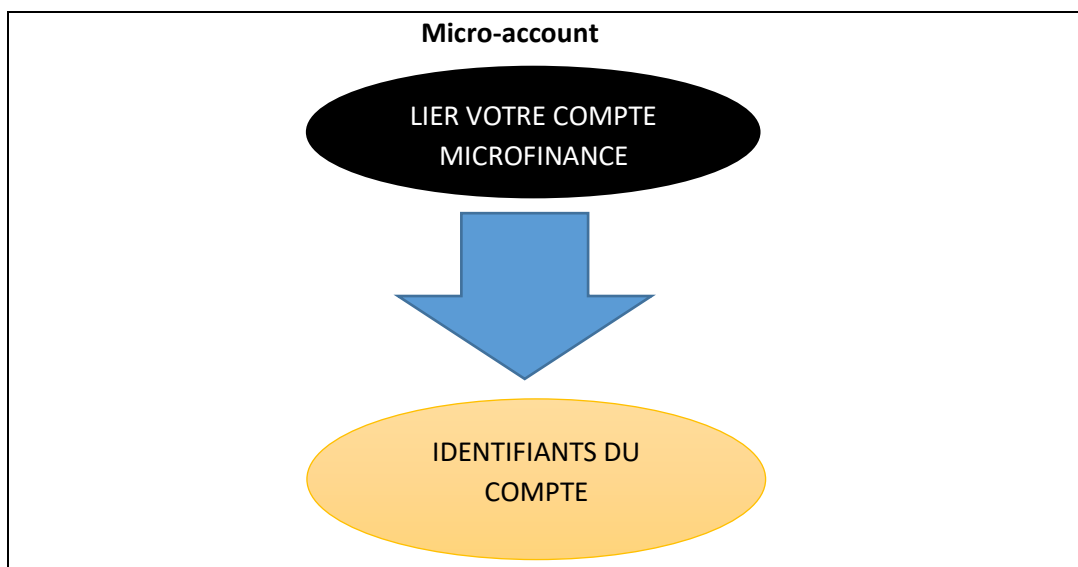 Micro-account
LIER VOTRE COMPTE
MICROFINANCE
IDENTIFIANTS DU
COMPTE